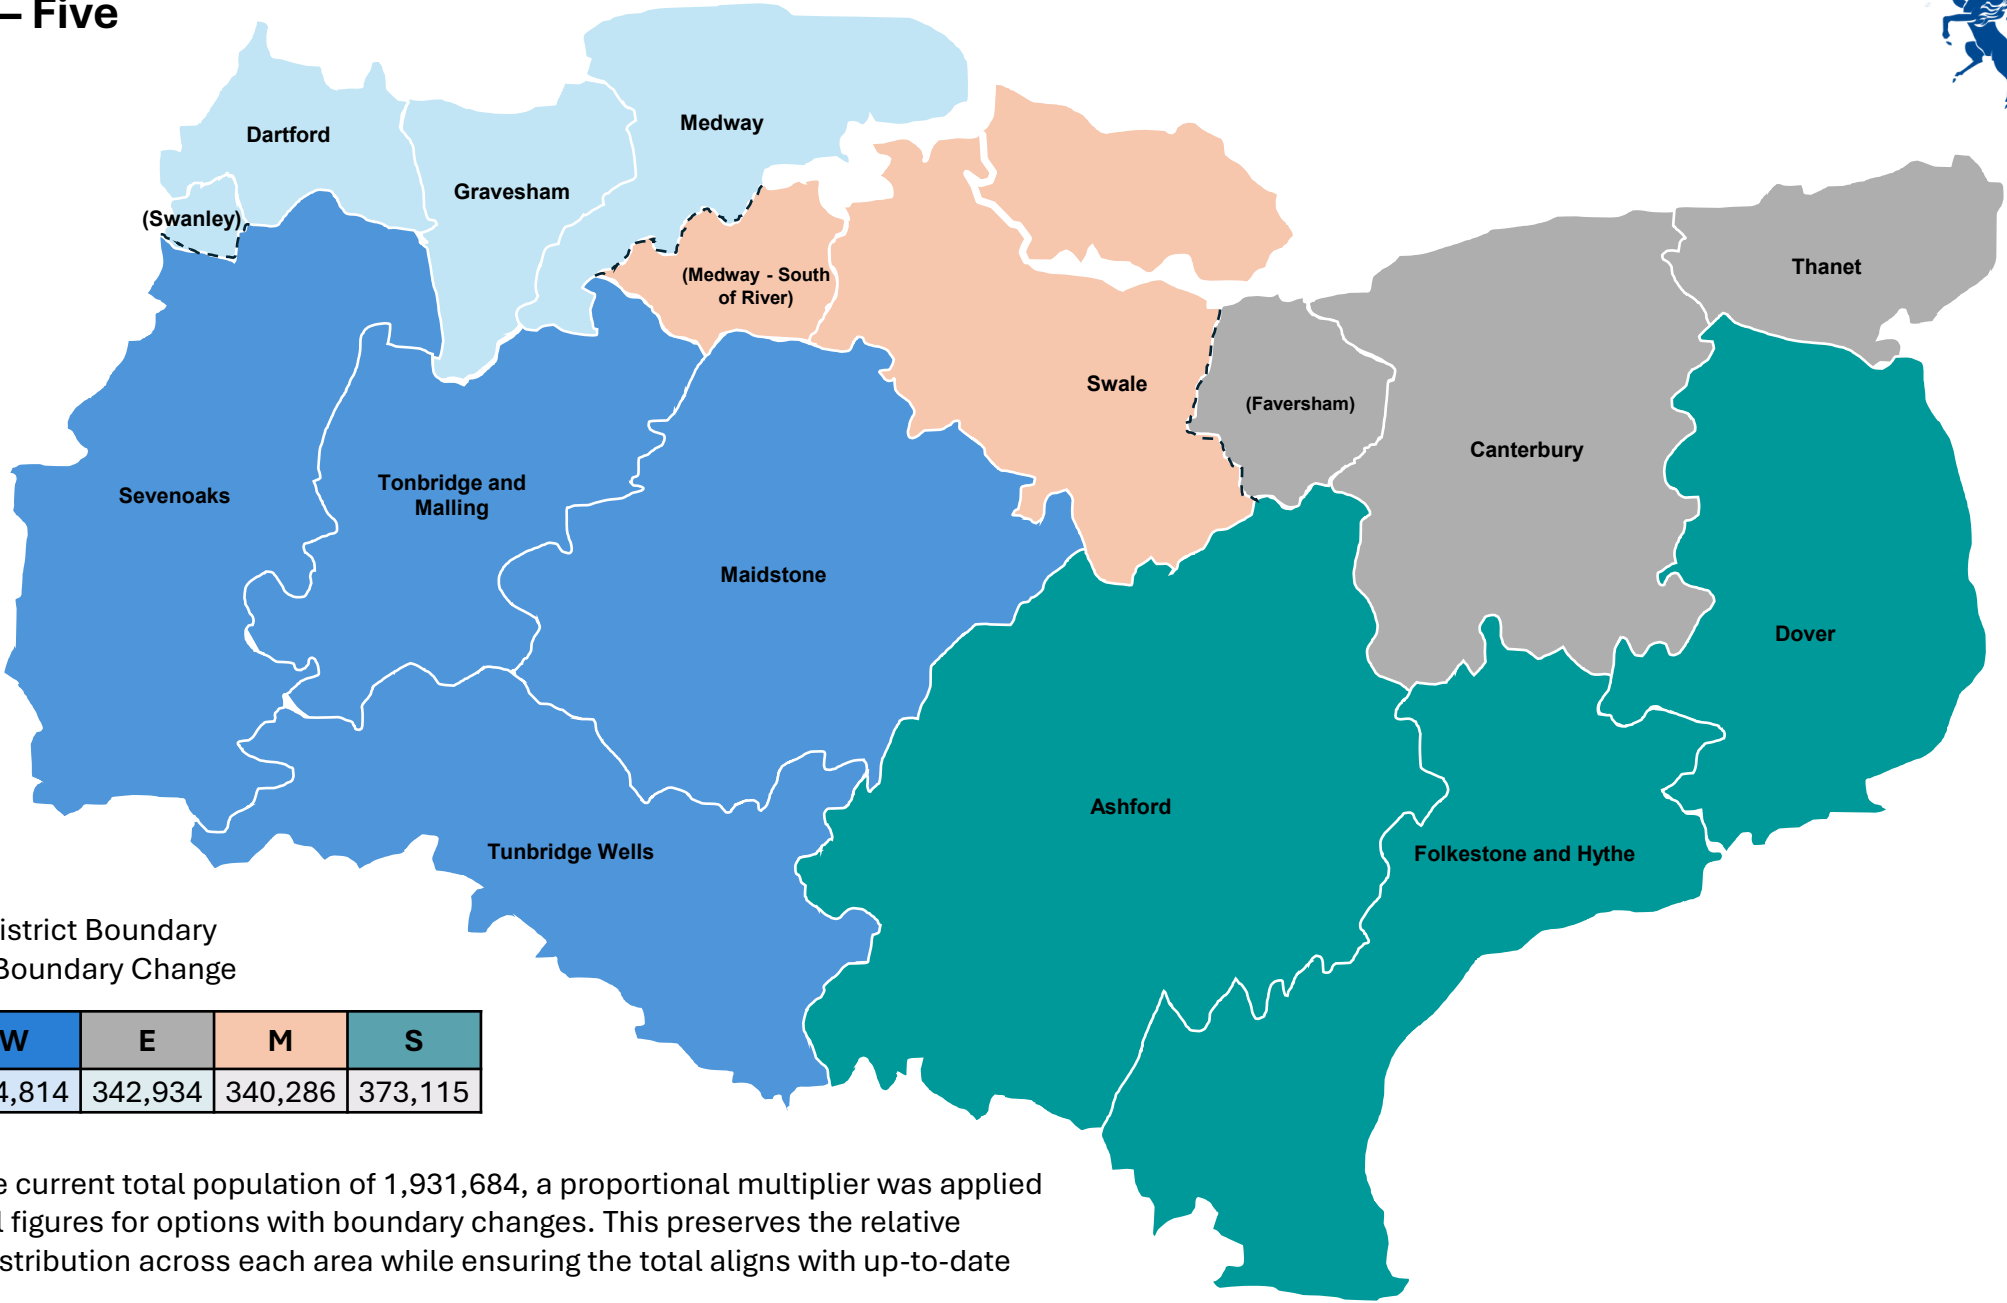 – Five
Dartford
Medway
Gravesham
(Swanley)
(Medway - South
of River)
Thanet
Swale
(Faversham)
Canterbury
Sevenoaks
Tonbridge and
Malling
Maidstone
Dover
Ashford
Tunbridge Wells
Folkestone and Hythe
istrict Boundary
Boundary Change
W E M S
4,814 342,934 340,286 373,115
e current total population of 1,931,684, a proportional multiplier was applied
l figures for options with boundary changes. This preserves the relative
stribution across each area while ensuring the total aligns with up-to-date